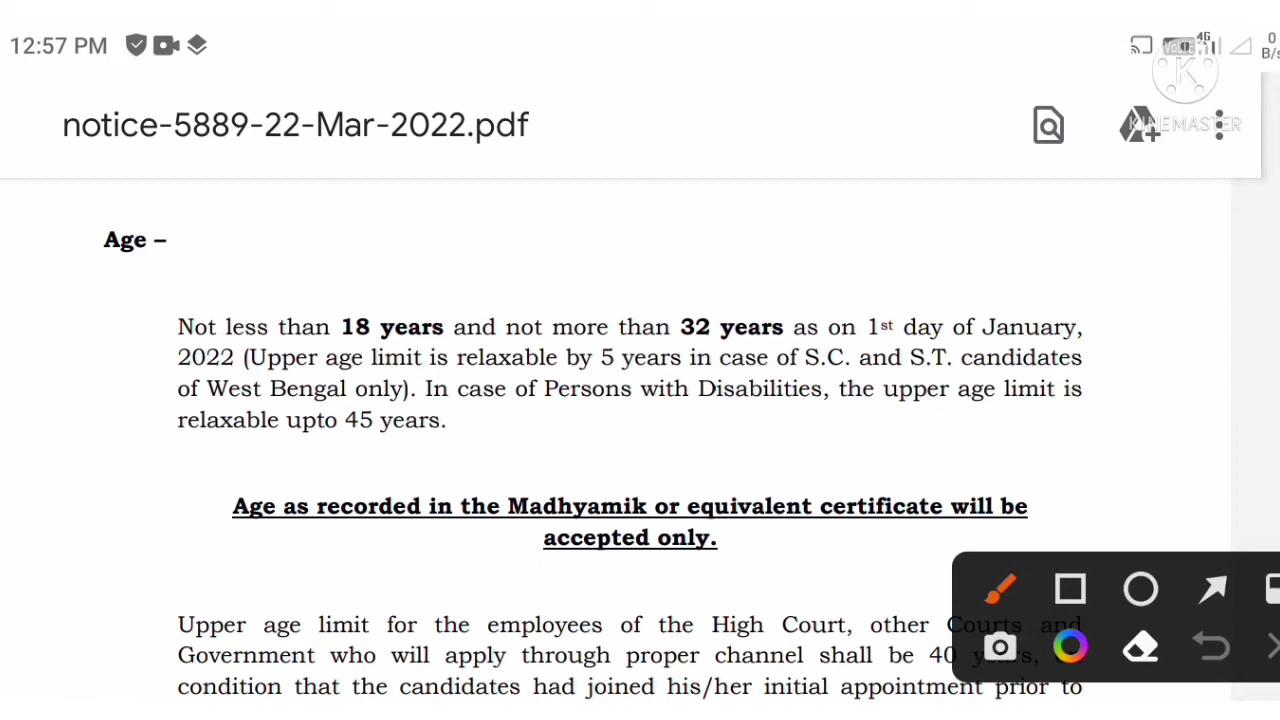 12:57 PM
4G
0
B/s
notice-5889-22-Mar-2022.pdf
KINEMASTER
Age –
Not less than 18 years and not more than 32 years as on 1st day of January,
2022 (Upper age limit is relaxable by 5 years in case of S.C. and S.T. candidates
of West Bengal only). In case of Persons with Disabilities, the upper age limit is
relaxable upto 45 years.
Age as recorded in the Madhyamik or equivalent certificate will be
accepted only.
Upper age limit for the employees of the High Court, other Courts and
Government who will apply through proper channel shall be 40 years,
condition that the candidates had joined his/her initial appointment prior to